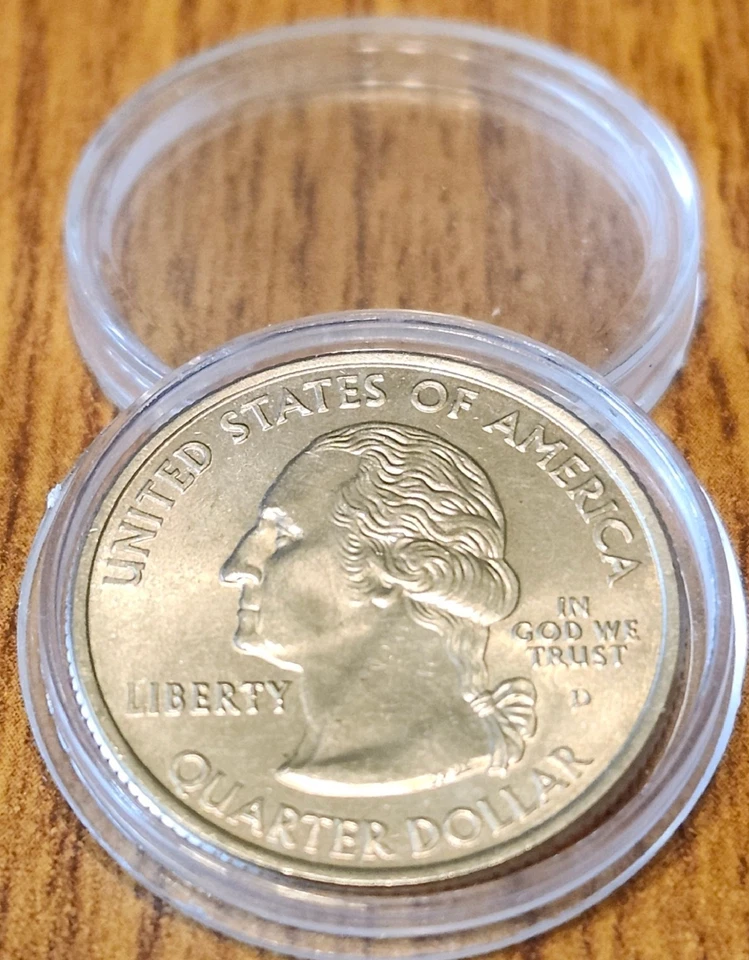 UNITED STATES OF AMERICA
IN
GOD WE
TRUST
LIBERTY
D
QUARTER DOLLAR